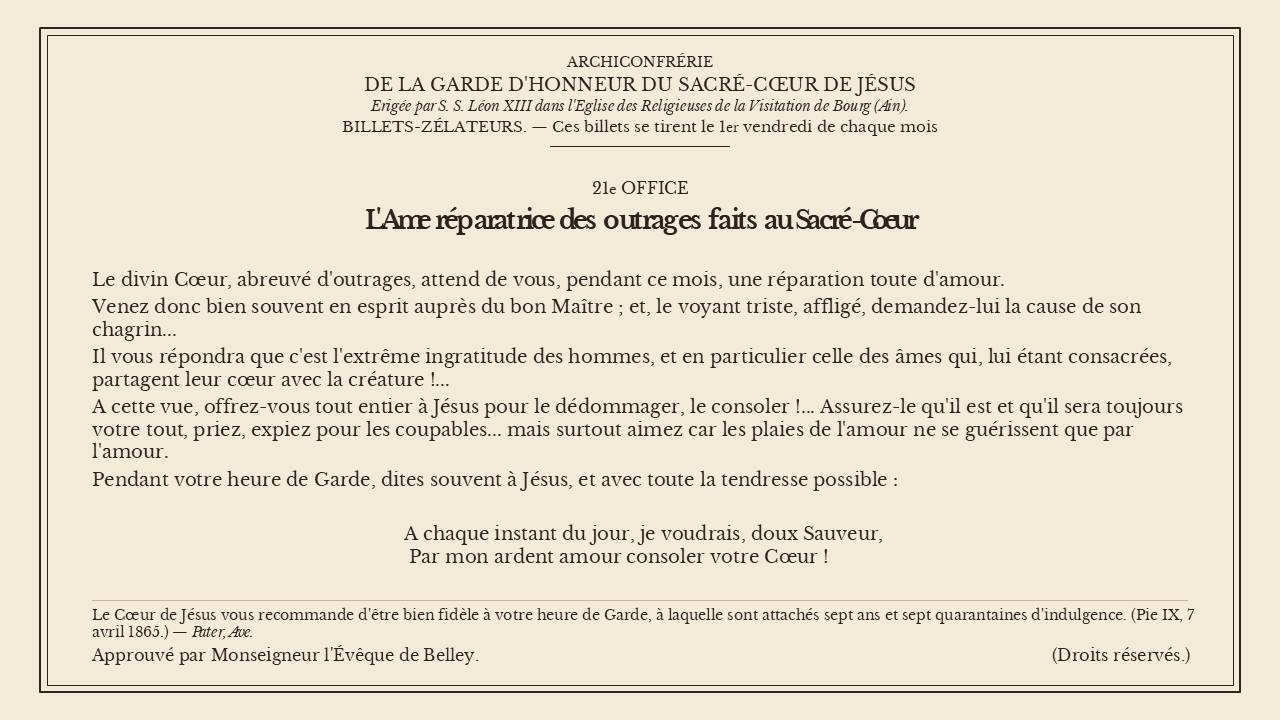 ARCHICONFRÉRIE
DE LA GARDE D'HONNEUR DU SACRÉ-CŒUR DE JÉSUS
Erigée par S. S. Léon XIII dans l'Eglise des Religieuses de la Visitation de Bourg (Ain).
BILLETS-ZÉLATEURS. — Ces billets se tirent le 1er vendredi de chaque mois
21e OFFICE
L'Ame réparatrice des outrages faits au Sacré-Cœur
Le divin Cœur, abreuvé d'outrages, attend de vous, pendant ce mois, une réparation toute d'amour.
Venez donc bien souvent en esprit auprès du bon Maître ; et, le voyant triste, affligé, demandez-lui la cause de son
chagrin...
Il vous répondra que c'est l'extrême ingratitude des hommes, et en particulier celle des âmes qui, lui étant consacrées,
partagent leur cœur avec la créature !...
A cette vue, offrez-vous tout entier à Jésus pour le dédommager, le consoler !... Assurez-le qu'il est et qu'il sera toujours
votre tout, priez, expiez pour les coupables... mais surtout aimez car les plaies de l'amour ne se guérissent que par
l'amour.
Pendant votre heure de Garde, dites souvent à Jésus, et avec toute la tendresse possible :
A chaque instant du jour, je voudrais, doux Sauveur,
Par mon ardent amour consoler votre Cœur !
Le Cœur de Jésus vous recommande d'être bien fidèle à votre heure de Garde, à laquelle sont attachés sept ans et sept quarantaines d'indulgence. (Pie IX, 7
avril 1865.) — Pater, Ave.
Approuvé par Monseigneur l'Évêque de Belley. (Droits réservés.)